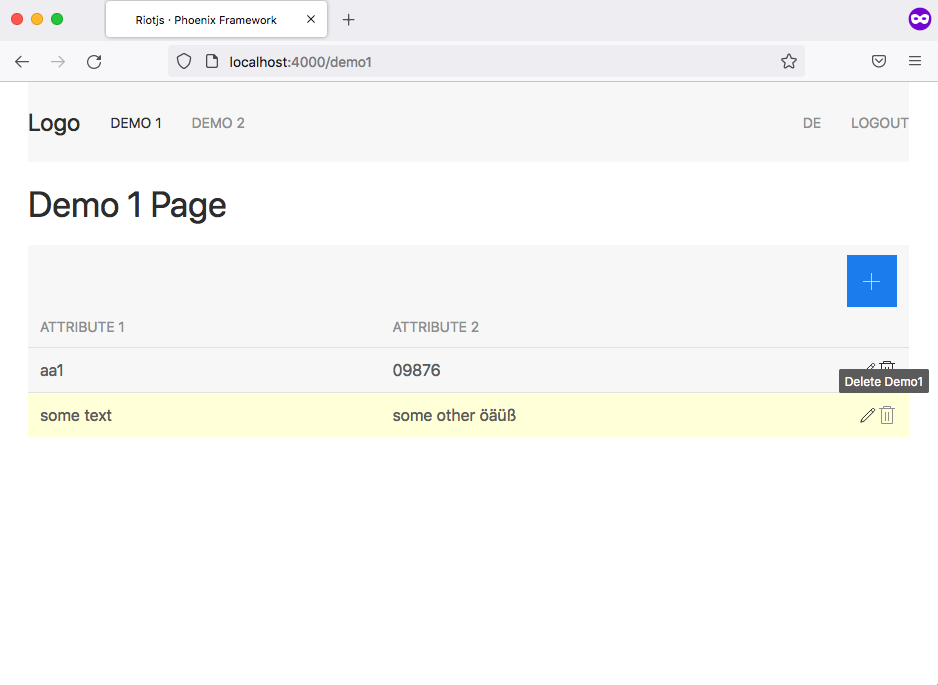 Riotjs · Phoenix Framework
localhost:4000/demo1
Logo DEMO 1 DEMO 2 DE LOGOUT
Demo 1 Page
ATTRIBUTE 1 ATTRIBUTE 2
aa1 09876
Delete Demo1
some text some other öäüß